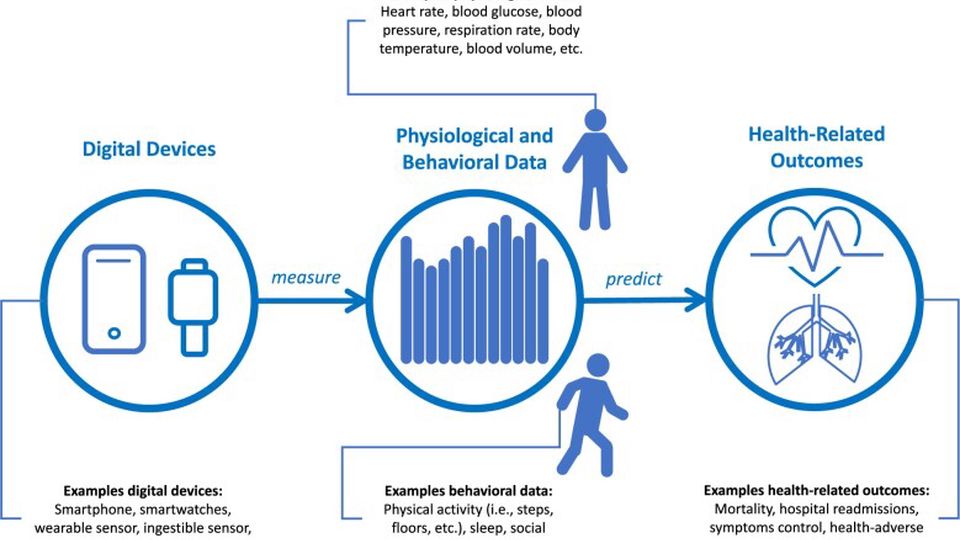 Heart rate, blood glucose, blood
pressure, respiration rate, body
temperature, blood volume, etc.
Digital Devices
Physiological and
Behavioral Data
Health-Related
Outcomes
measure
predict
Examples digital devices:
Smartphone, smartwatches,
wearable sensor, ingestible sensor,
Examples behavioral data:
Physical activity (i.e., steps,
floors, etc.), sleep, social
Examples health-related outcomes:
Mortality, hospital readmissions,
symptoms control, health-adverse